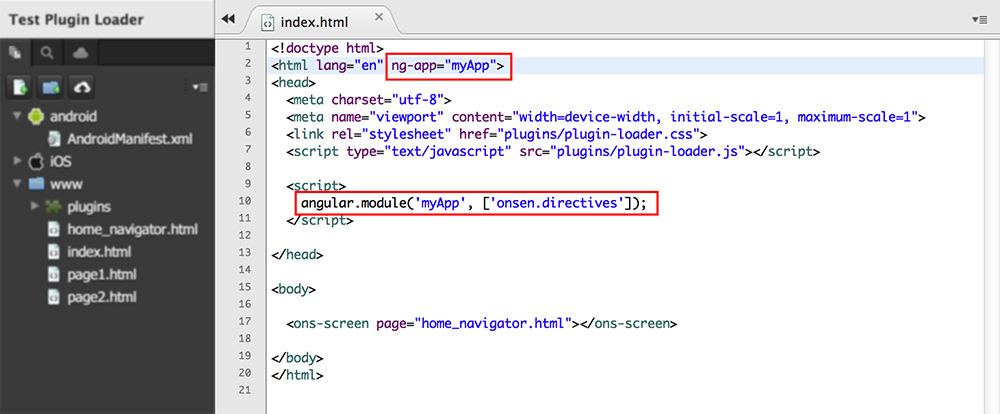 Test Plugin Loader
android
AndroidManifest.xml
iOS
www
plugins
home_navigator.html
index.html
page1.html
page2.html
index.html
1 <!doctype html>
2 <html lang="en" ng-app="myApp">
3 <head>
4 <meta charset="utf-8">
5 <meta name="viewport" content="width=device-width, initial-scale=1, maximum-scale=1">
6 <link rel="stylesheet" href="plugins/plugin-loader.css">
7 <script type="text/javascript" src="plugins/plugin-loader.js"></script>
8
9 <script>
10 angular.module('myApp', ['onsen.directives']);
11 </script>
12
13 </head>
14
15 <body>
16
17 <ons-screen page="home_navigator.html"></ons-screen>
18
19 </body>
20 </html>
21